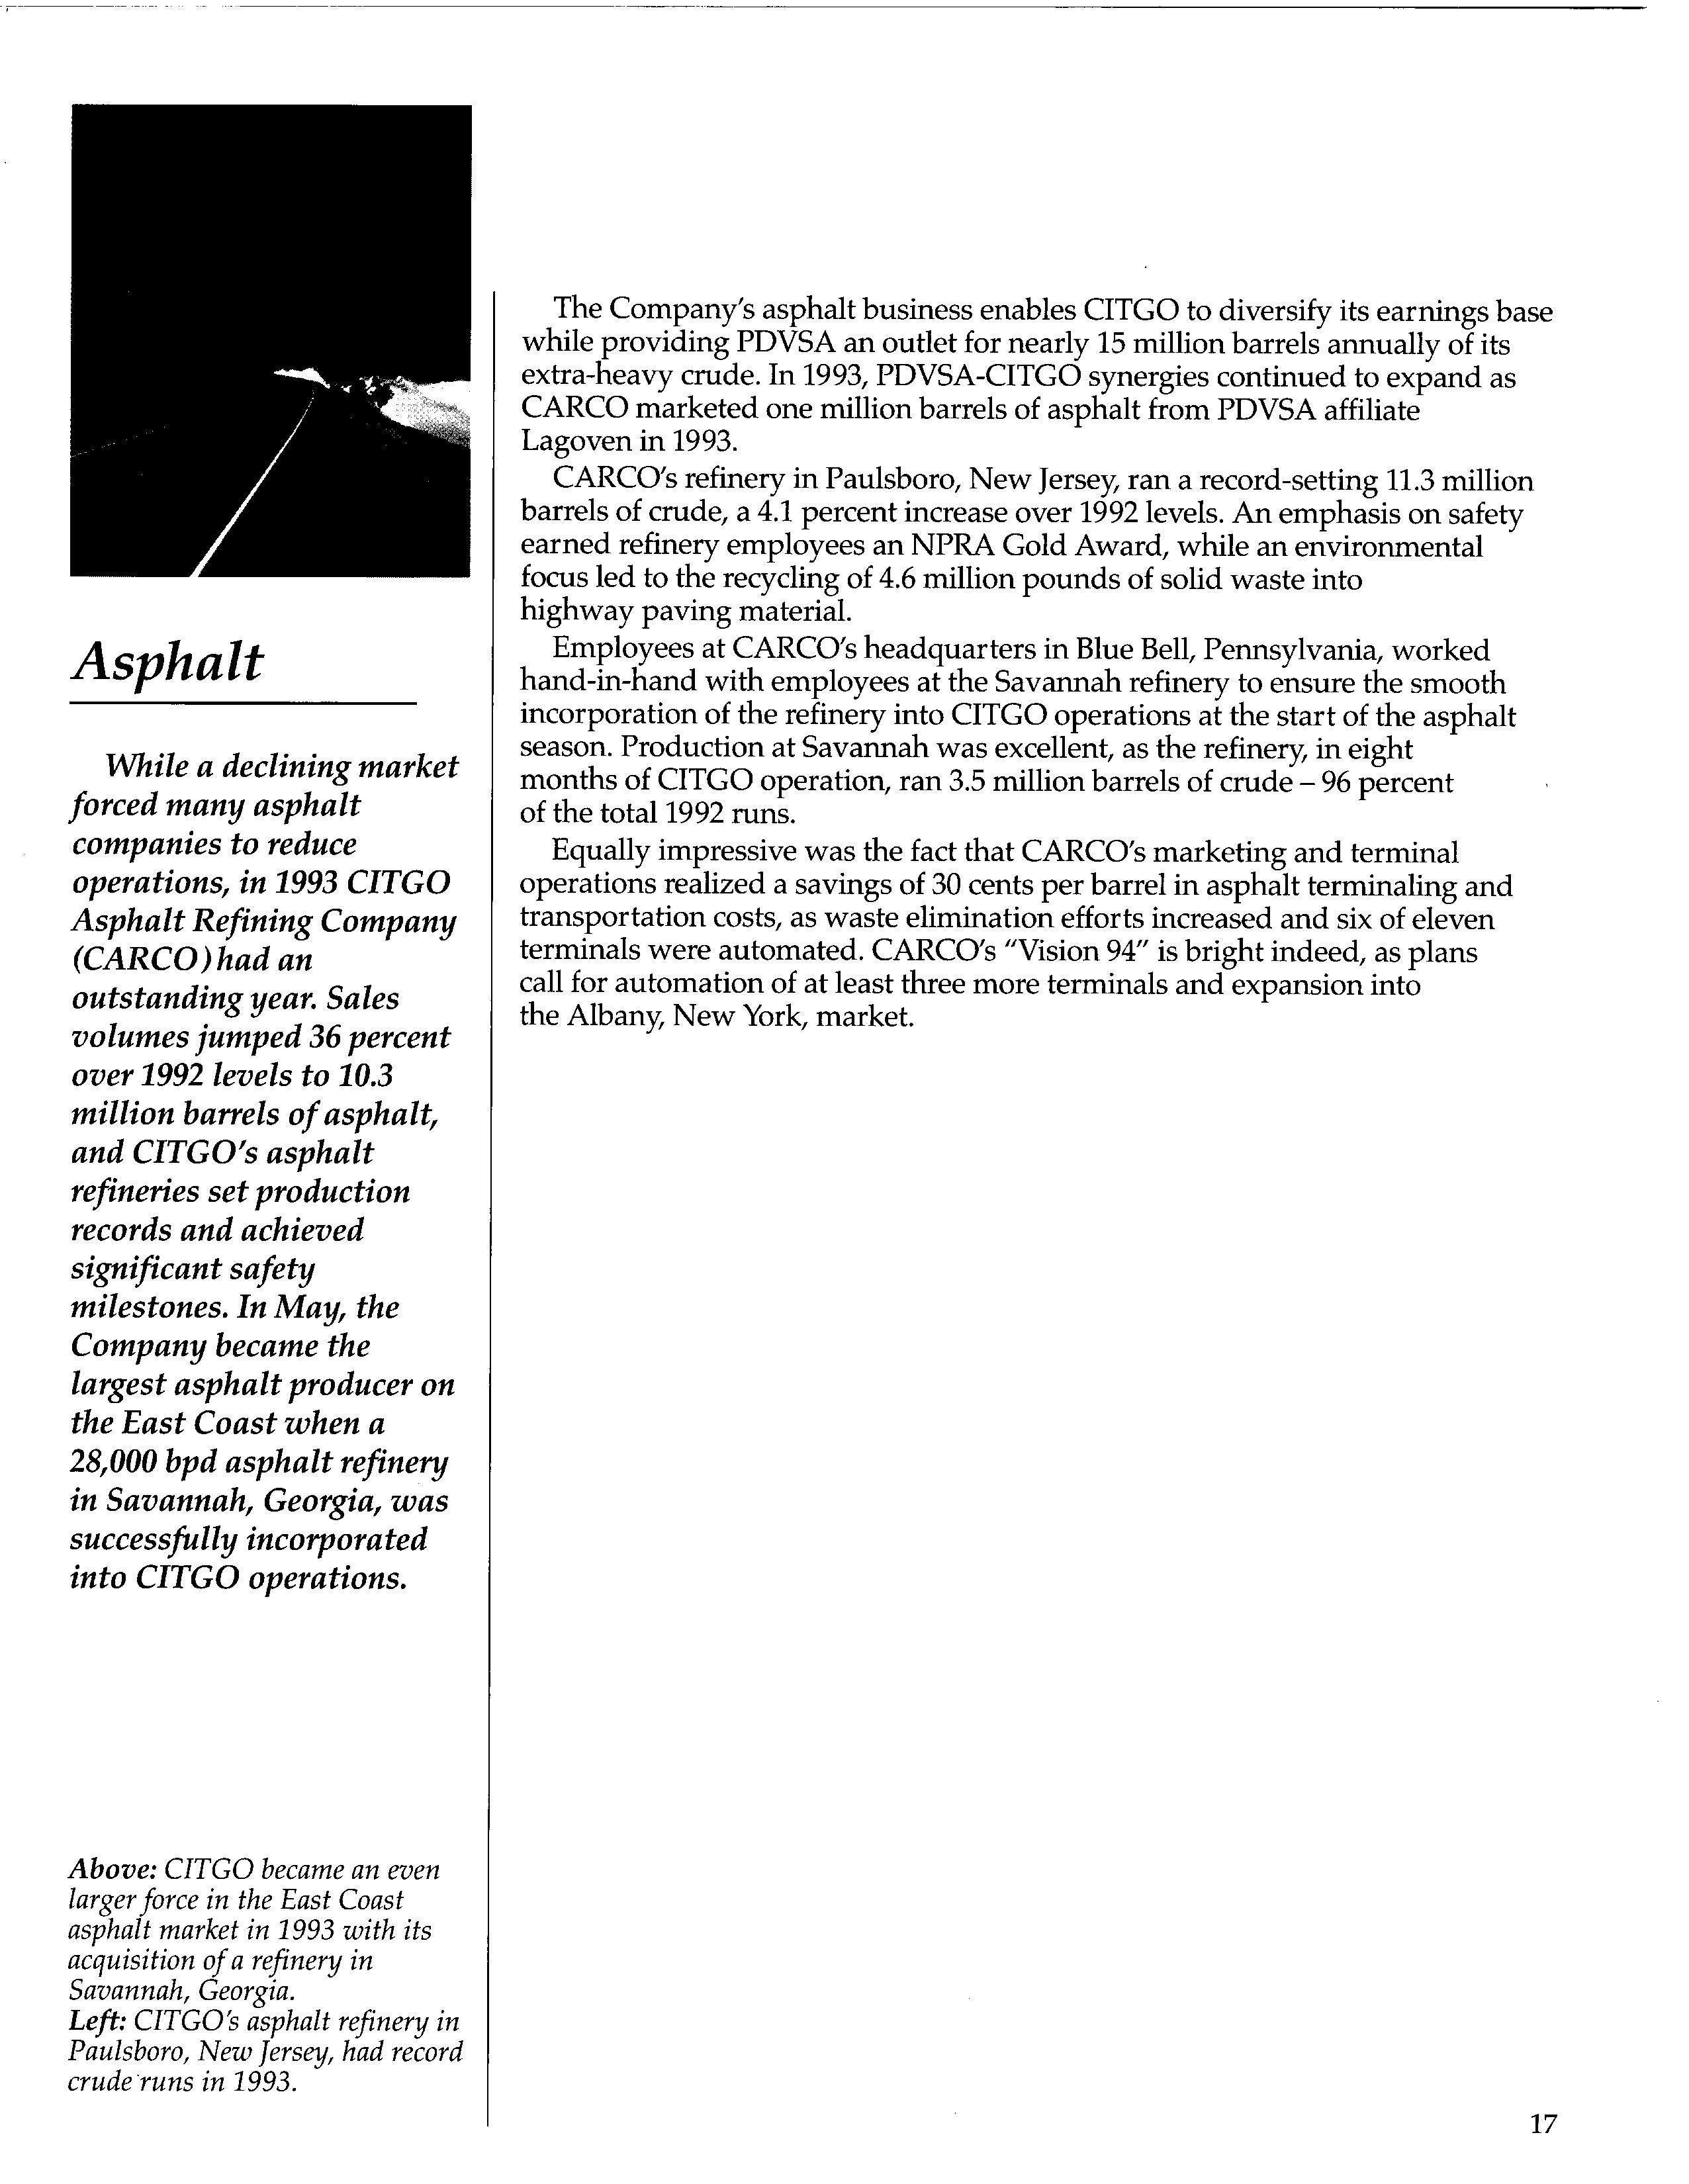 Asphalt
While a declining market
forced many asphalt
companies to reduce
operations, in 1993 CITGO
Asphalt Refining Company
(CARCO) had an
outstanding year. Sales
volumes jumped 36 percent
over 1992 levels to 10.3
million barrels of asphalt,
and CITGO's asphalt
refineries set production
records and achieved
significant safety
milestones. In May, the
Company became the
largest asphalt producer on
the East Coast when a
28,000 bpd asphalt refinery
in Savannah, Georgia, was
successfully incorporated
into CITGO operations.
Above: CITGO became an even
larger force in the East Coast
asphalt market in 1993 with its
acquisition of a refinery in
Savannah, Georgia.
Left: CITGO's asphalt refinery in
Paulsboro, New Jersey, had record
crude runs in 1993.
The Company's asphalt business enables CITGO to diversify its earnings base
while providing PDVSA an outlet for nearly 15 million barrels annually of its
extra-heavy crude. In 1993, PDVSA-CITGO synergies continued to expand as
CARCO marketed one million barrels of asphalt from PDVSA affiliate
Lagoven in 1993.
CARCO's refinery in Paulsboro, New Jersey, ran a record-setting 11.3 million
barrels of crude, a 4.1 percent increase over 1992 levels. An emphasis on safety
earned refinery employees an NPRA Gold Award, while an environmental
focus led to the recycling of 4.6 million pounds of solid waste into
highway paving material.
Employees at CARCO's headquarters in Blue Bell, Pennsylvania, worked
hand-in-hand with employees at the Savannah refinery to ensure the smooth
incorporation of the refinery into CITGO operations at the start of the asphalt
season. Production at Savannah was excellent, as the refinery, in eight
months of CITGO operation, ran 3.5 million barrels of crude – 96 percent
of the total 1992 runs.
Equally impressive was the fact that CARCO's marketing and terminal
operations realized a savings of 30 cents per barrel in asphalt terminaling and
transportation costs, as waste elimination efforts increased and six of eleven
terminals were automated. CARCO's "Vision 94" is bright indeed, as plans
call for automation of at least three more terminals and expansion into
the Albany, New York, market.
17